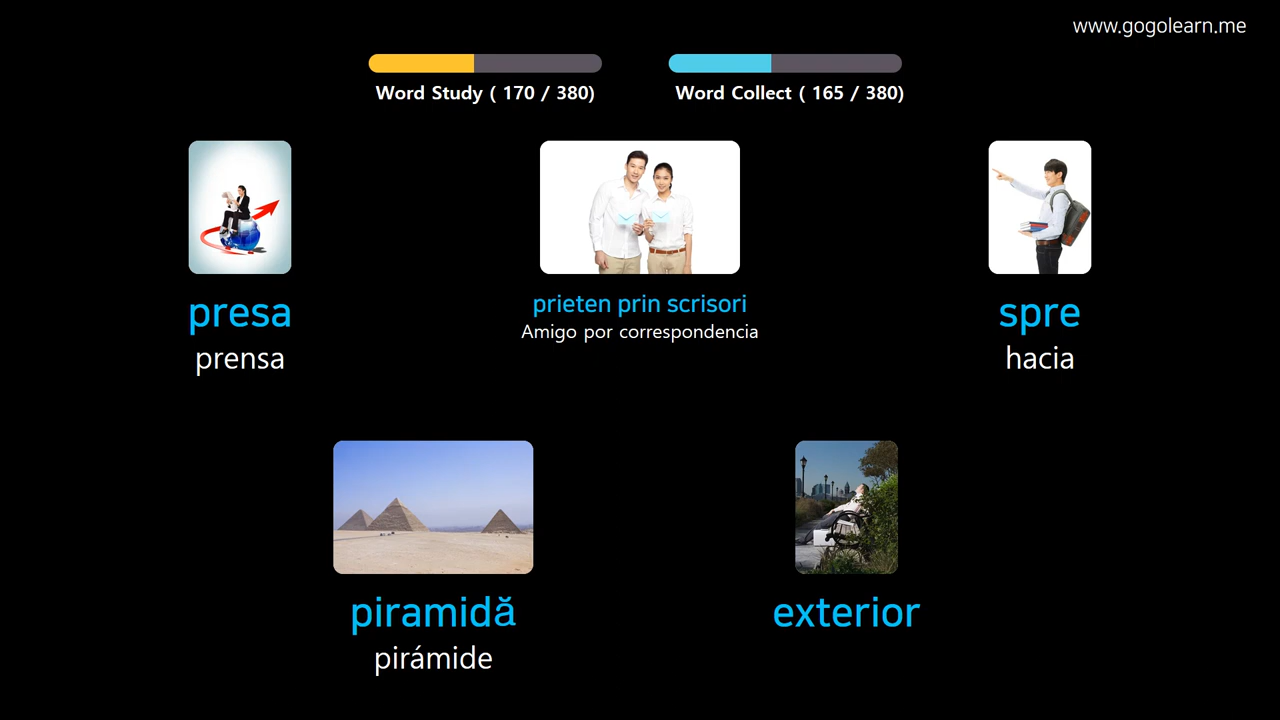 www.gogolearn.me
Word Study ( 170 / 380)
Word Collect ( 165 / 380)
presa
prensa
prieten prin scrisori
Amigo por correspondencia
spre
hacia
piramidă
pirámide
exterior